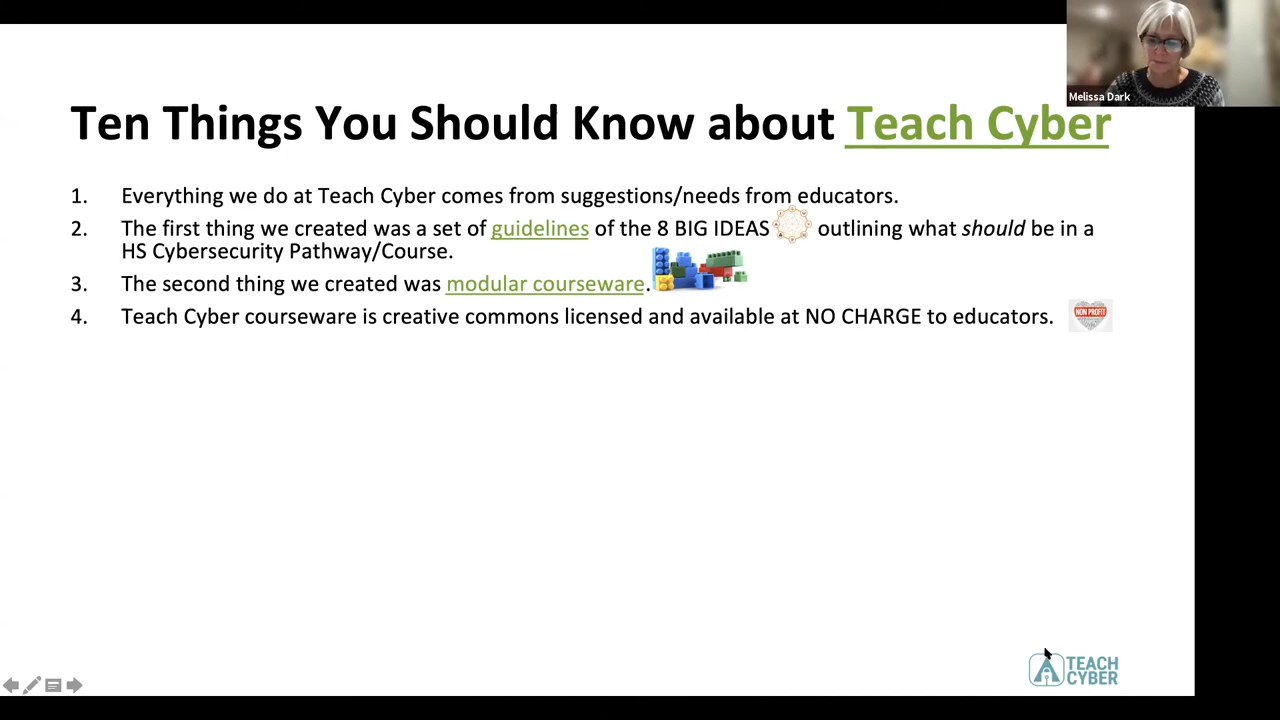 Melissa Dark
Ten Things You Should Know about Teach Cyber
1. Everything we do at Teach Cyber comes from suggestions/needs from educators.
2. The first thing we created was a set of guidelines of the 8 BIG IDEAS outlining what should be in a
HS Cybersecurity Pathway/Course.
3. The second thing we created was modular courseware.
4. Teach Cyber courseware is creative commons licensed and available at NO CHARGE to educators.
NON PROFIT
TEACH
CYBER